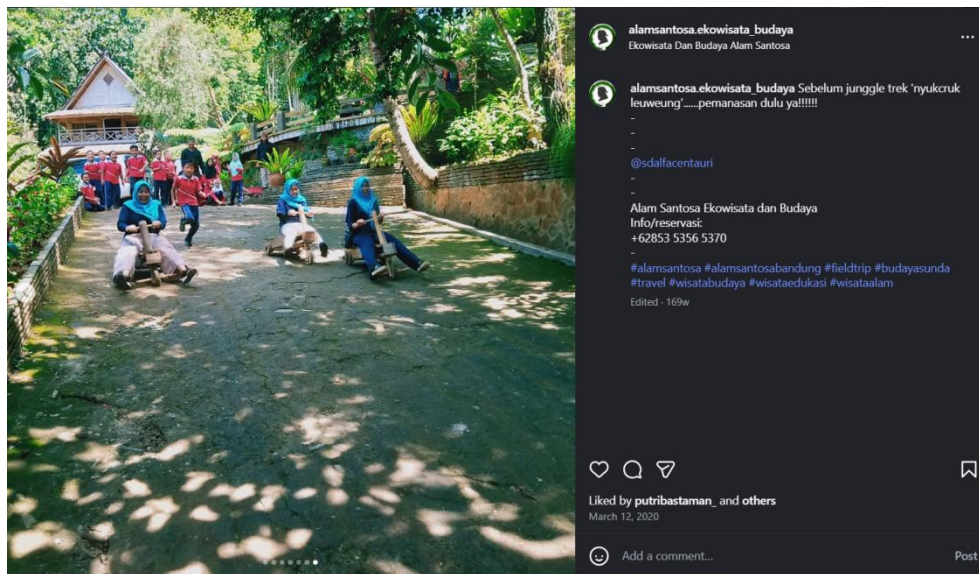 alamsantosa.ekowisata_budaya
Ekowisata Dan Budaya Alam Santosa
alamsantosa.ekowisata_budaya Sebelum junggle trek 'nyukcruk
leuweung'.....pemanasan dulu ya!!!!!!
-
-
-
@sdalfacentauri
-
-
Alam Santosa Ekowisata dan Budaya
Info/reservasi:
+62853 5356 5370
-
#alamsantosa #alamsantosabandung #fieldtrip #budayasunda
#travel #wisatabudaya #wisataedukasi #wisataalam
Edited · 169w
Liked by putribastaman_ and others
March 12, 2020
Add a comment...
Post